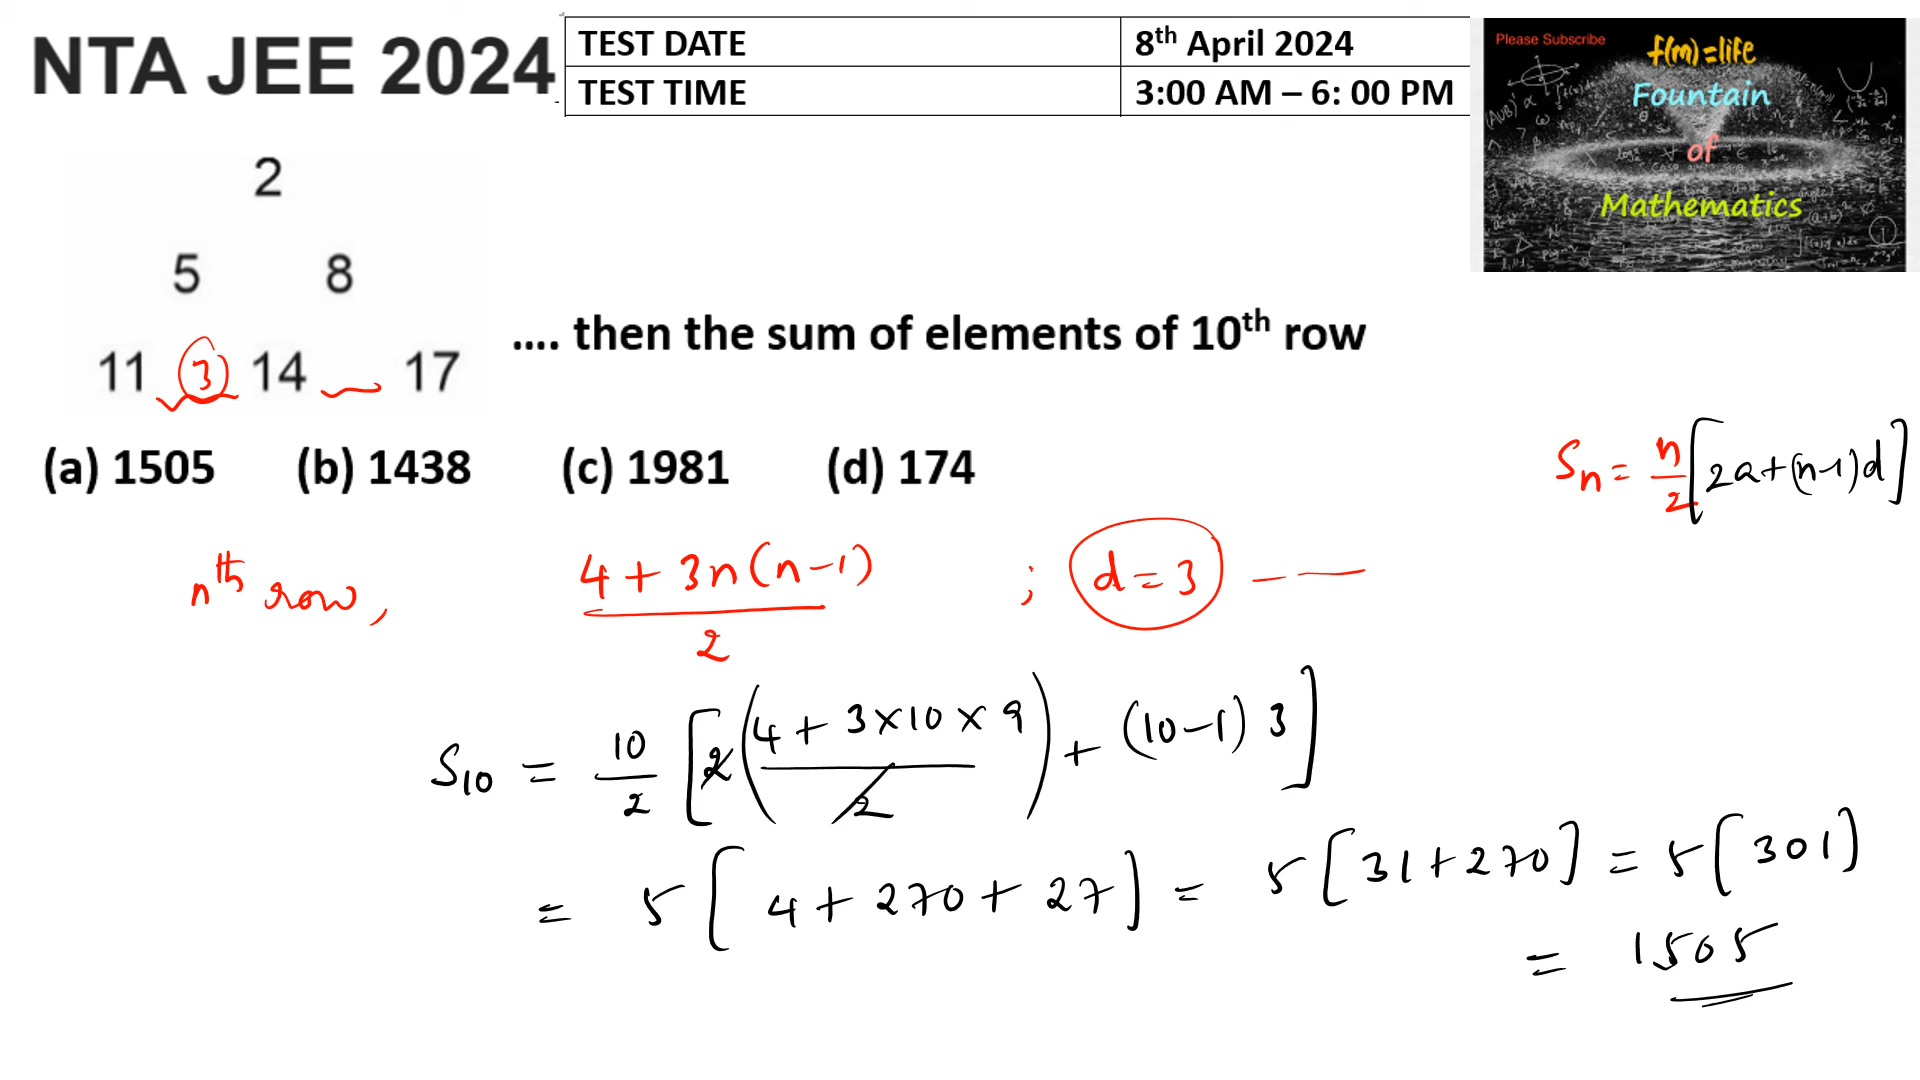 NTA JEE 2024
TEST DATE 8th April 2024
TEST TIME 3:00 AM – 6: 00 PM
Please Subscribe
f(m)=life
Fountain
of
Mathematics
2
5 8
11 3 14 17 .... then the sum of elements of 10th row
(a) 1505 (b) 1438 (c) 1981 (d) 174
Sn = n/2 [2a+(n-1)d]
nth row, 4+3n(n-1)/2 ; d=3
S10 = 10/2 [2(4+3×10×9/2) + (10-1)3]
= 5[4+270+27] = 5[31+270] = 5[301]
= 1505